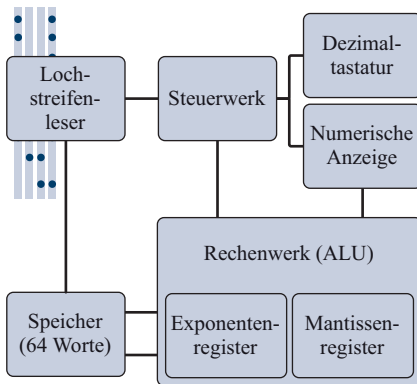 Dezimal-
tastatur
Loch-
streifen-
leser
Steuerwerk
Numerische
Anzeige
Rechenwerk (ALU)
Speicher
(64 Worte)
Exponenten-
register
Mantissen-
register